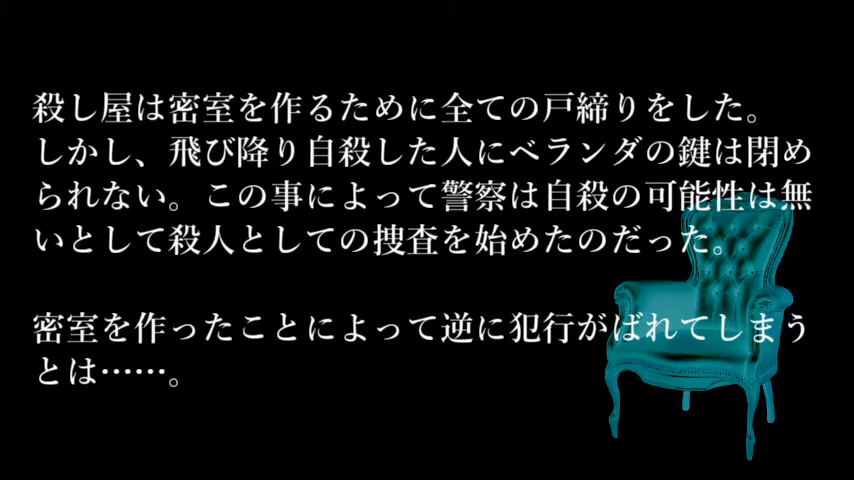 殺し屋は密室を作るために全ての戸締りをした。
しかし、飛び降り自殺した人にベランダの鍵は閉め
られない。この事によって警察は自殺の可能性は無
いとして殺人としての捜査を始めたのだった。
密室を作ったことによって逆に犯行がばれてしまう
とは……。